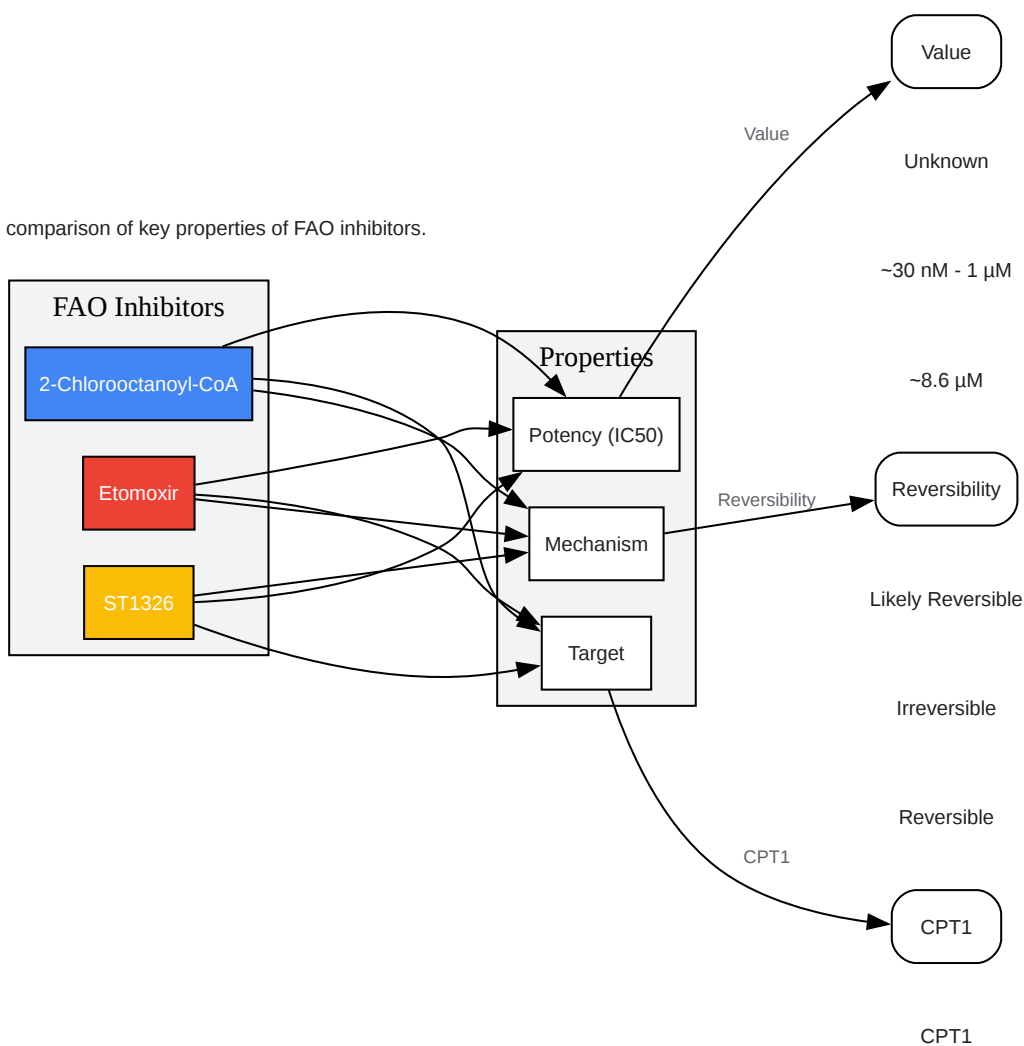 comparison of key properties of FAO inhibitors.
FAO Inhibitors
2-Chlorooctanoyl-CoA
Etomoxir
ST1326
Properties
Potency (IC50)
Mechanism
Target
Value
Reversibility
CPT1
Value
Unknown
~30 nM - 1 µM
~8.6 µM
Reversibility
Likely Reversible
Irreversible
Reversible
CPT1
CPT1